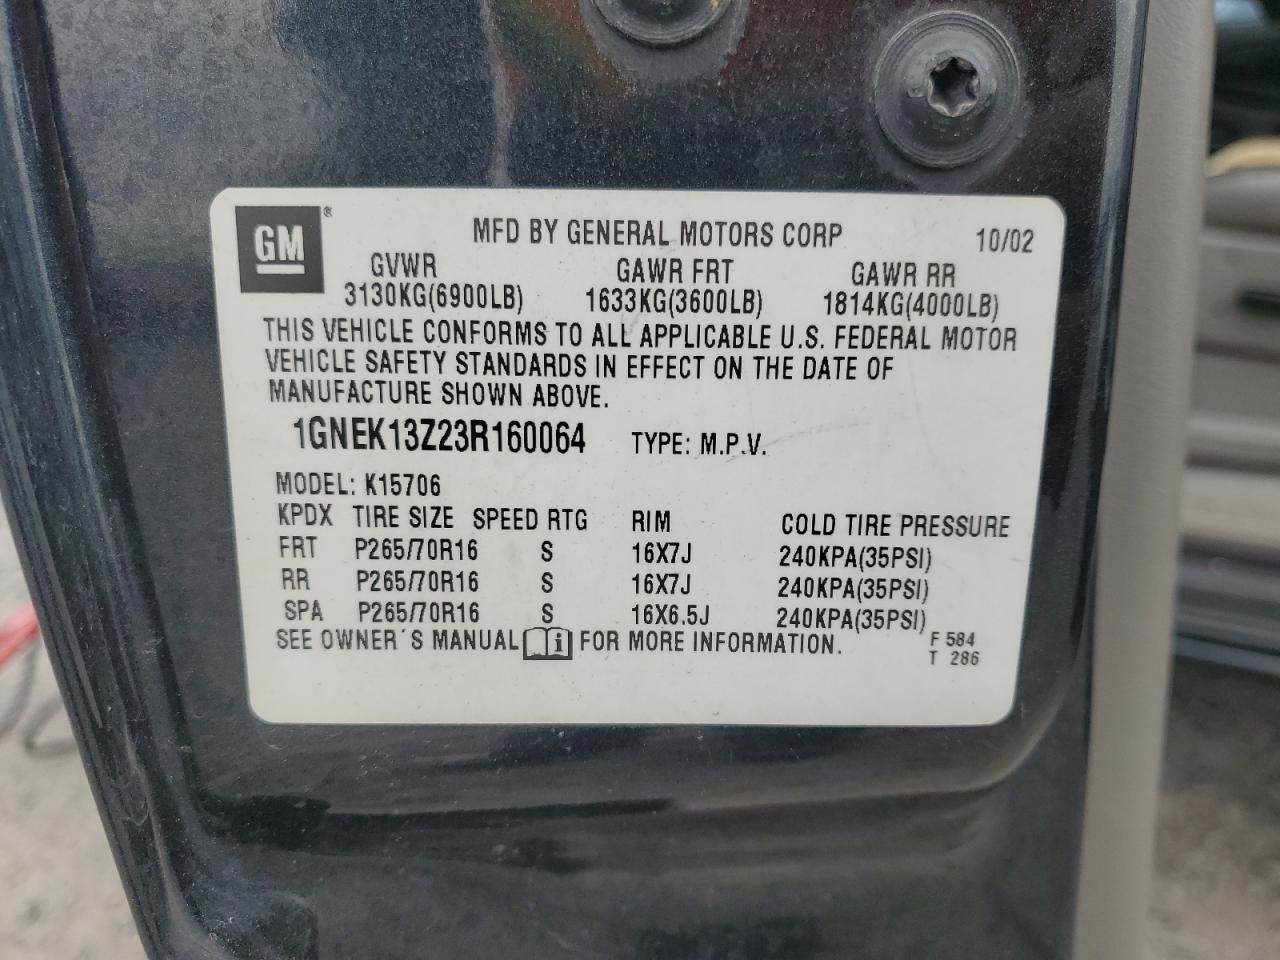 GM®
MFD BY GENERAL MOTORS CORP 10/02
GVWR GAWR FRT GAWR RR
3130KG(6900LB) 1633KG(3600LB) 1814KG(4000LB)
THIS VEHICLE CONFORMS TO ALL APPLICABLE U.S. FEDERAL MOTOR
VEHICLE SAFETY STANDARDS IN EFFECT ON THE DATE OF
MANUFACTURE SHOWN ABOVE.
1GNEK13Z23R160064 TYPE: M.P.V.
MODEL: K15706
KPDX TIRE SIZE SPEED RTG RIM COLD TIRE PRESSURE
FRT P265/70R16 S 16X7J 240KPA(35PSI)
RR P265/70R16 S 16X7J 240KPA(35PSI)
SPA P265/70R16 S 16X6.5J 240KPA(35PSI)
SEE OWNER´S MANUAL i FOR MORE INFORMATION. F 584
T 286